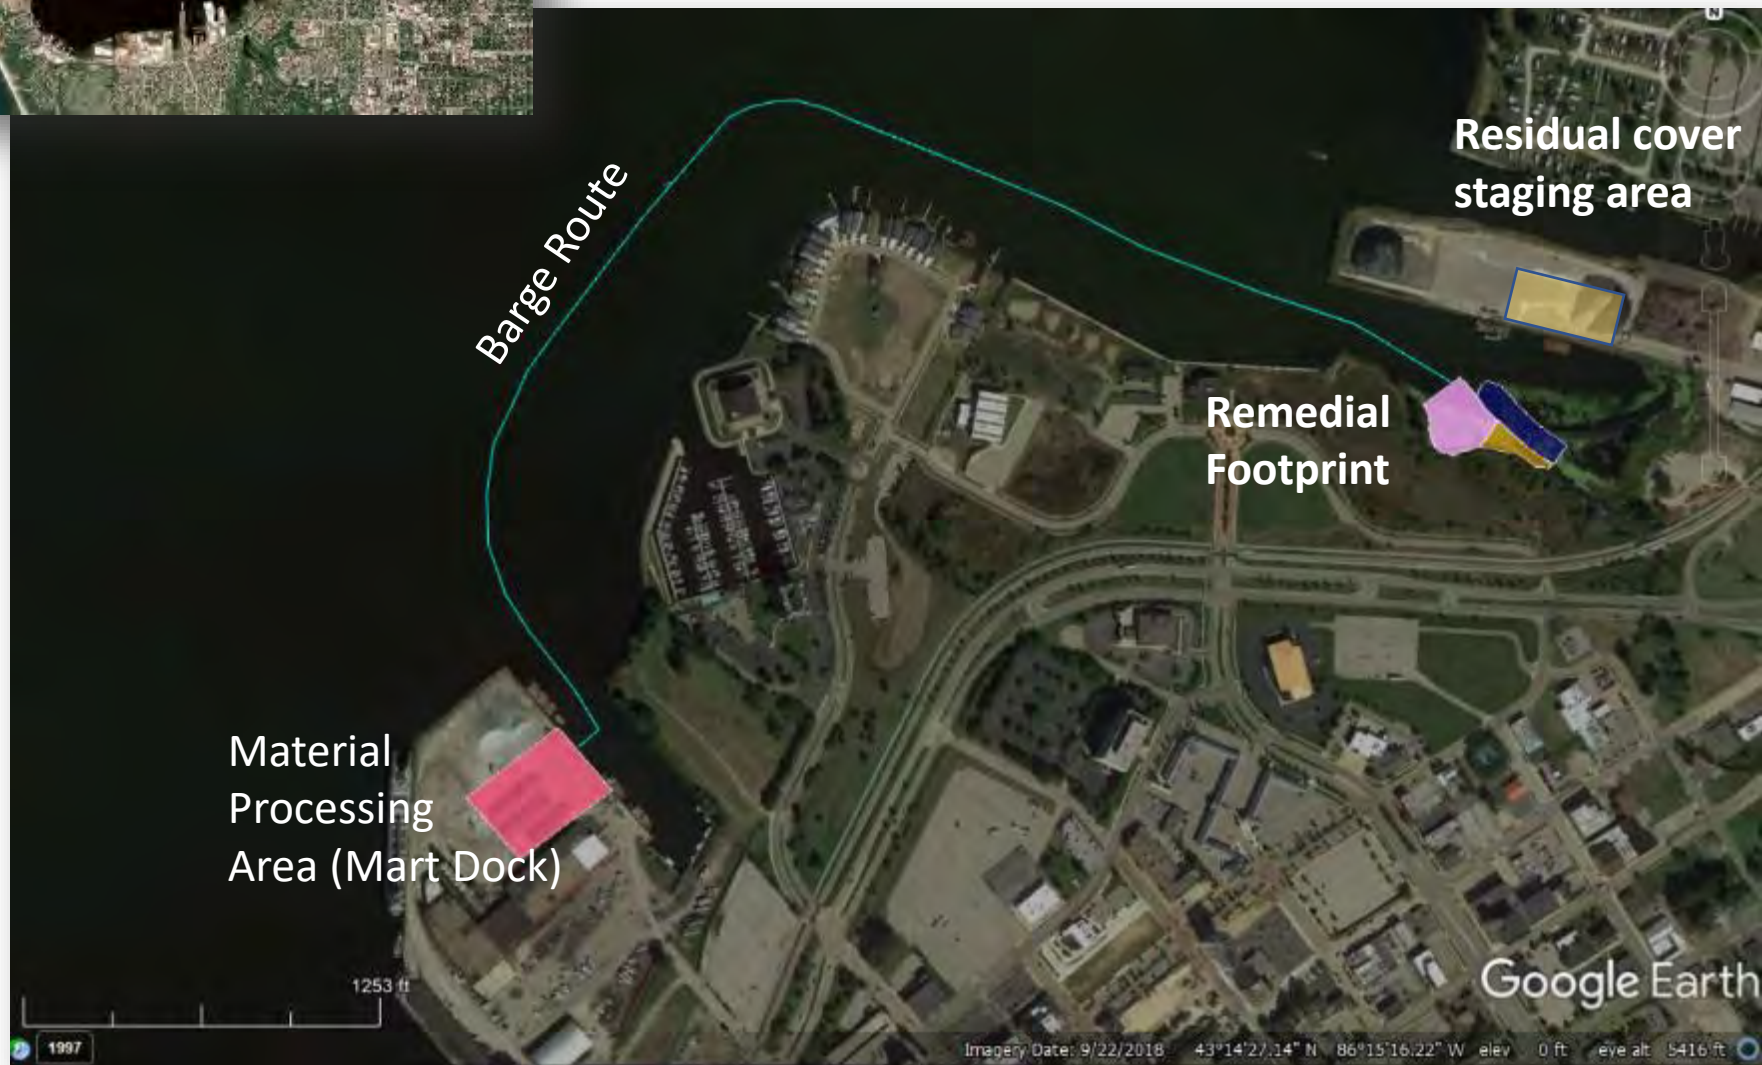 N
Residual cover
staging area
Barge Route
Remedial
Footprint
Material
Processing
Area (Mart Dock)
1253 ft
Google Earth
1997
Imagery Date: 9/22/2018 43°14'27.14" N 86°15'16.22" W elev 0 ft eye alt 5416 ft